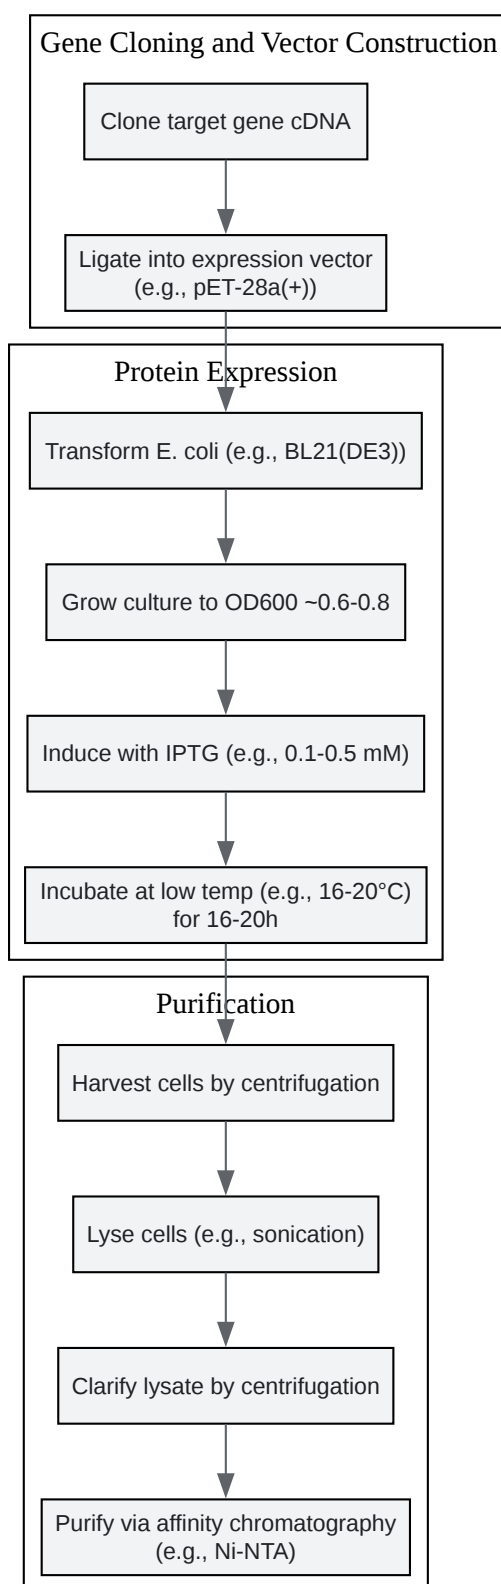 Gene Cloning and Vector Construction
Clone target gene cDNA
Ligate into expression vector
(e.g., pET-28a(+))
Protein Expression
Transform E. coli (e.g., BL21(DE3))
Grow culture to OD600 ~0.6-0.8
Induce with IPTG (e.g., 0.1-0.5 mM)
Incubate at low temp (e.g., 16-20°C)
for 16-20h
Purification
Harvest cells by centrifugation
Lyse cells (e.g., sonication)
Clarify lysate by centrifugation
Purify via affinity chromatography
(e.g., Ni-NTA)